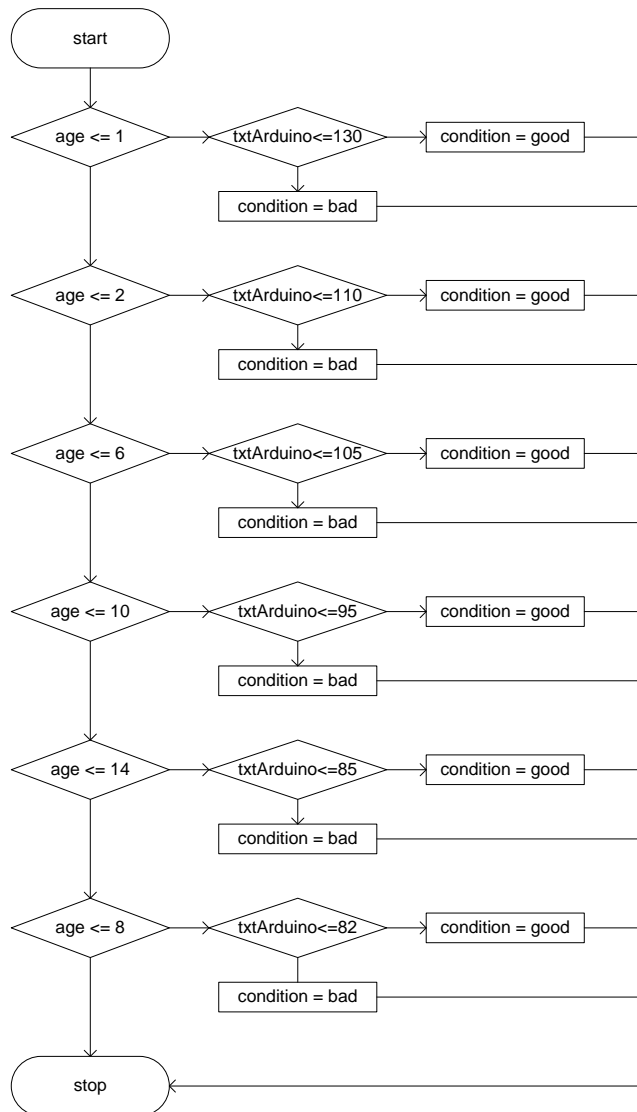 start
age <= 1
txtArduino<=130
condition = good
condition = bad
age <= 2
txtArduino<=110
condition = good
condition = bad
age <= 6
txtArduino<=105
condition = good
condition = bad
age <= 10
txtArduino<=95
condition = good
condition = bad
age <= 14
txtArduino<=85
condition = good
condition = bad
age <= 8
txtArduino<=82
condition = good
condition = bad
stop